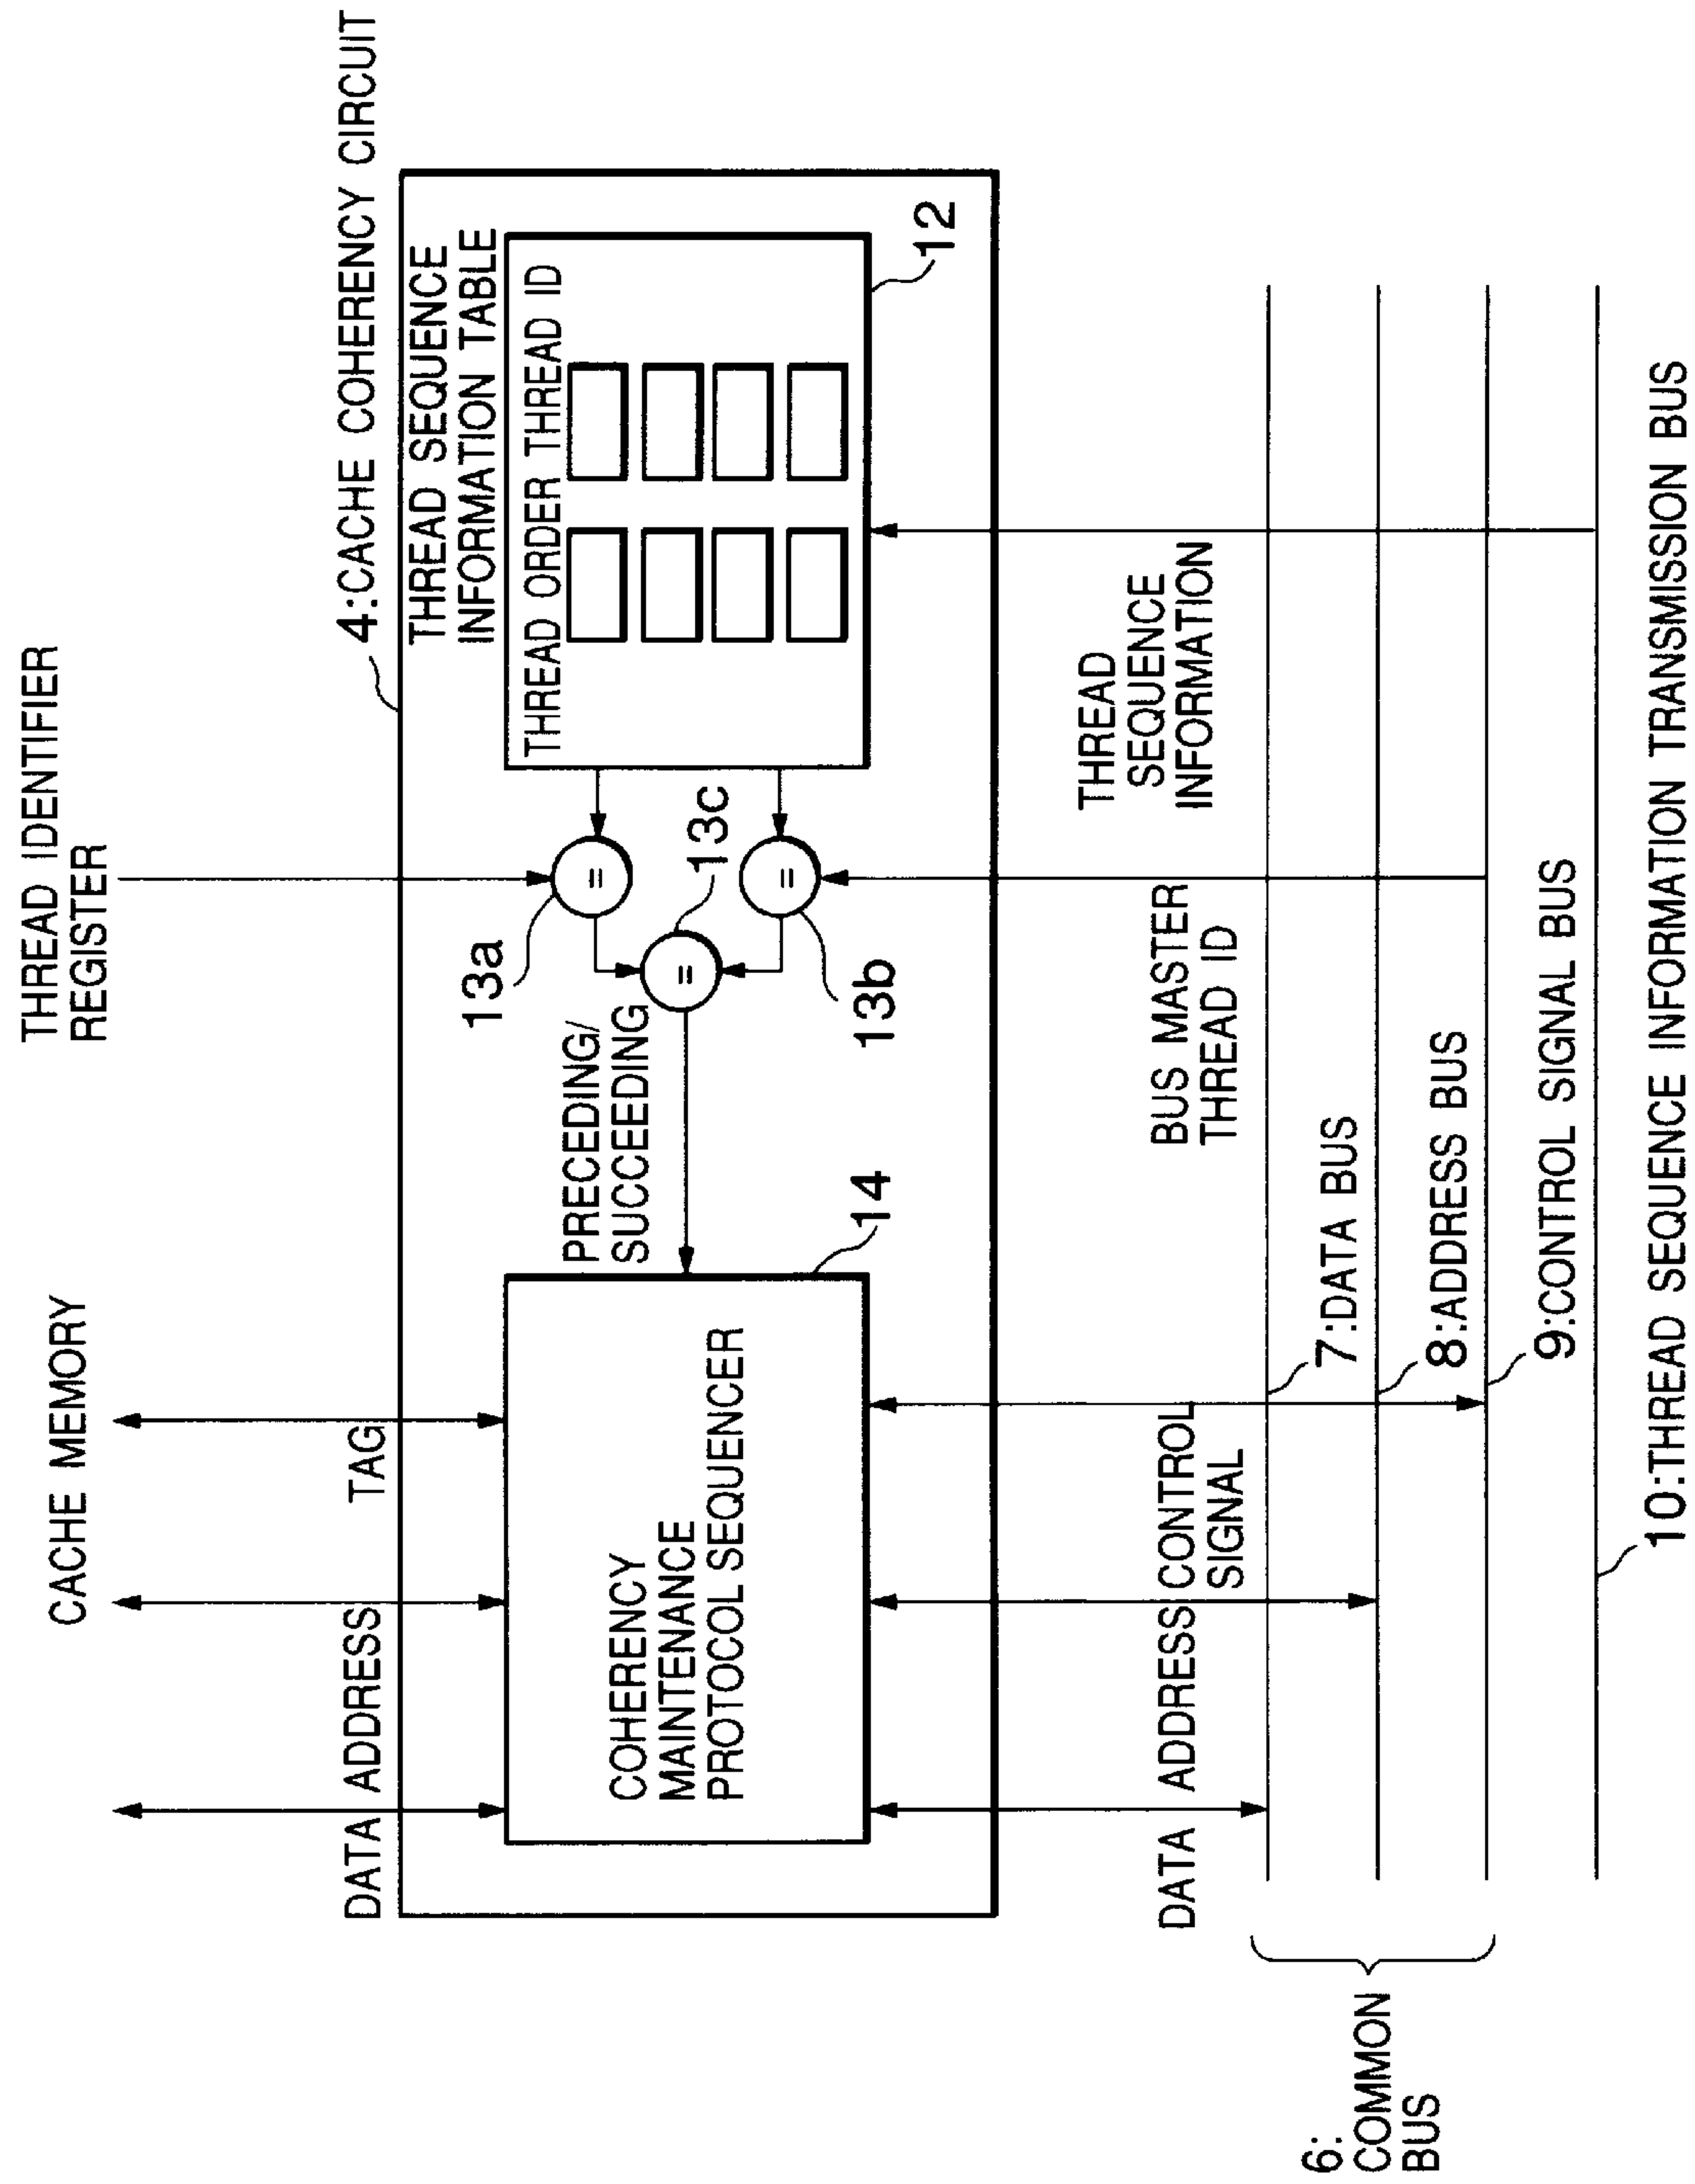 CACHE MEMORY
THREAD IDENTIFIER
REGISTER
DATA ADDRESS
TAG
4:CACHE COHERENCY CIRCUIT
THREAD SEQUENCE
INFORMATION TABLE
THREAD ORDER THREAD ID
12
13a
=
=
13c
=
13b
PRECEDING/
SUCCEEDING
14
COHERENCY
MAINTENANCE
PROTOCOL SEQUENCER
DATA ADDRESS CONTROL
SIGNAL
BUS MASTER
THREAD ID
THREAD
SEQUENCE
INFORMATION
6:
COMMON
BUS
7:DATA BUS
8:ADDRESS BUS
9:CONTROL SIGNAL BUS
10:THREAD SEQUENCE INFORMATION TRANSMISSION BUS